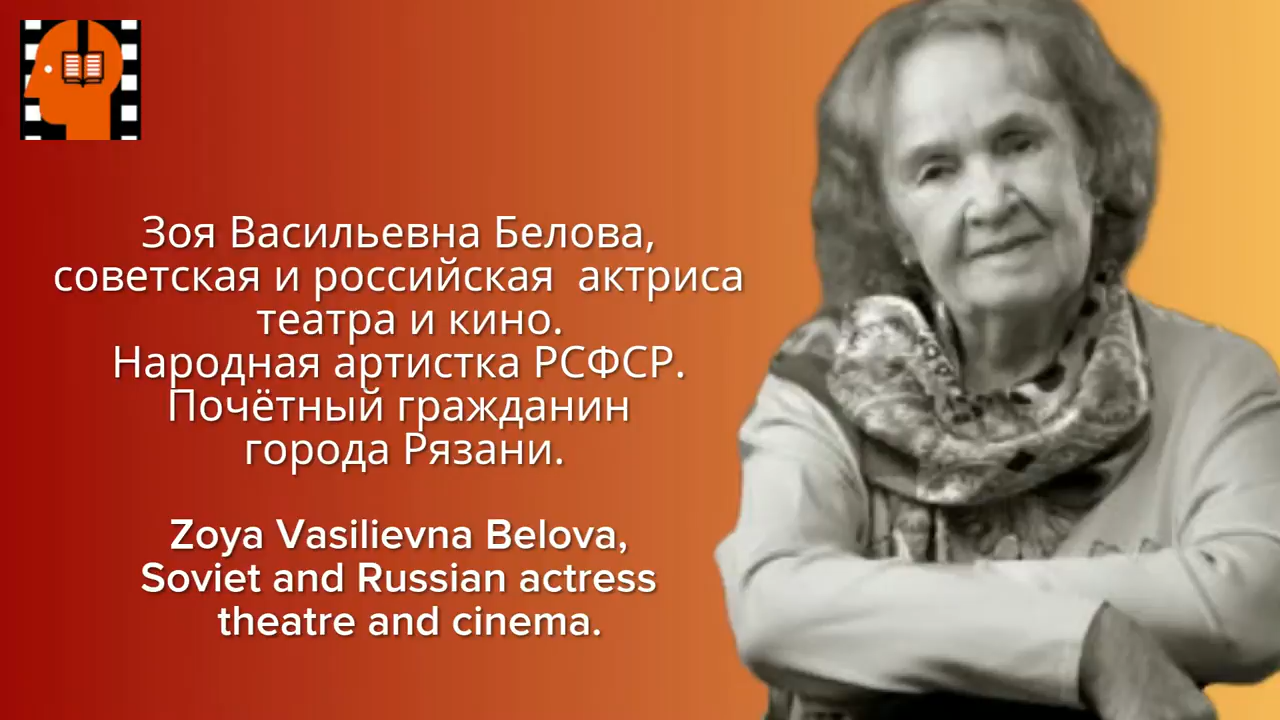 Зоя Васильевна Белова,
советская и российская актриса
театра и кино.
Народная артистка РСФСР.
Почётный гражданин
города Рязани.
Zoya Vasilievna Belova,
Soviet and Russian actress
theatre and cinema.